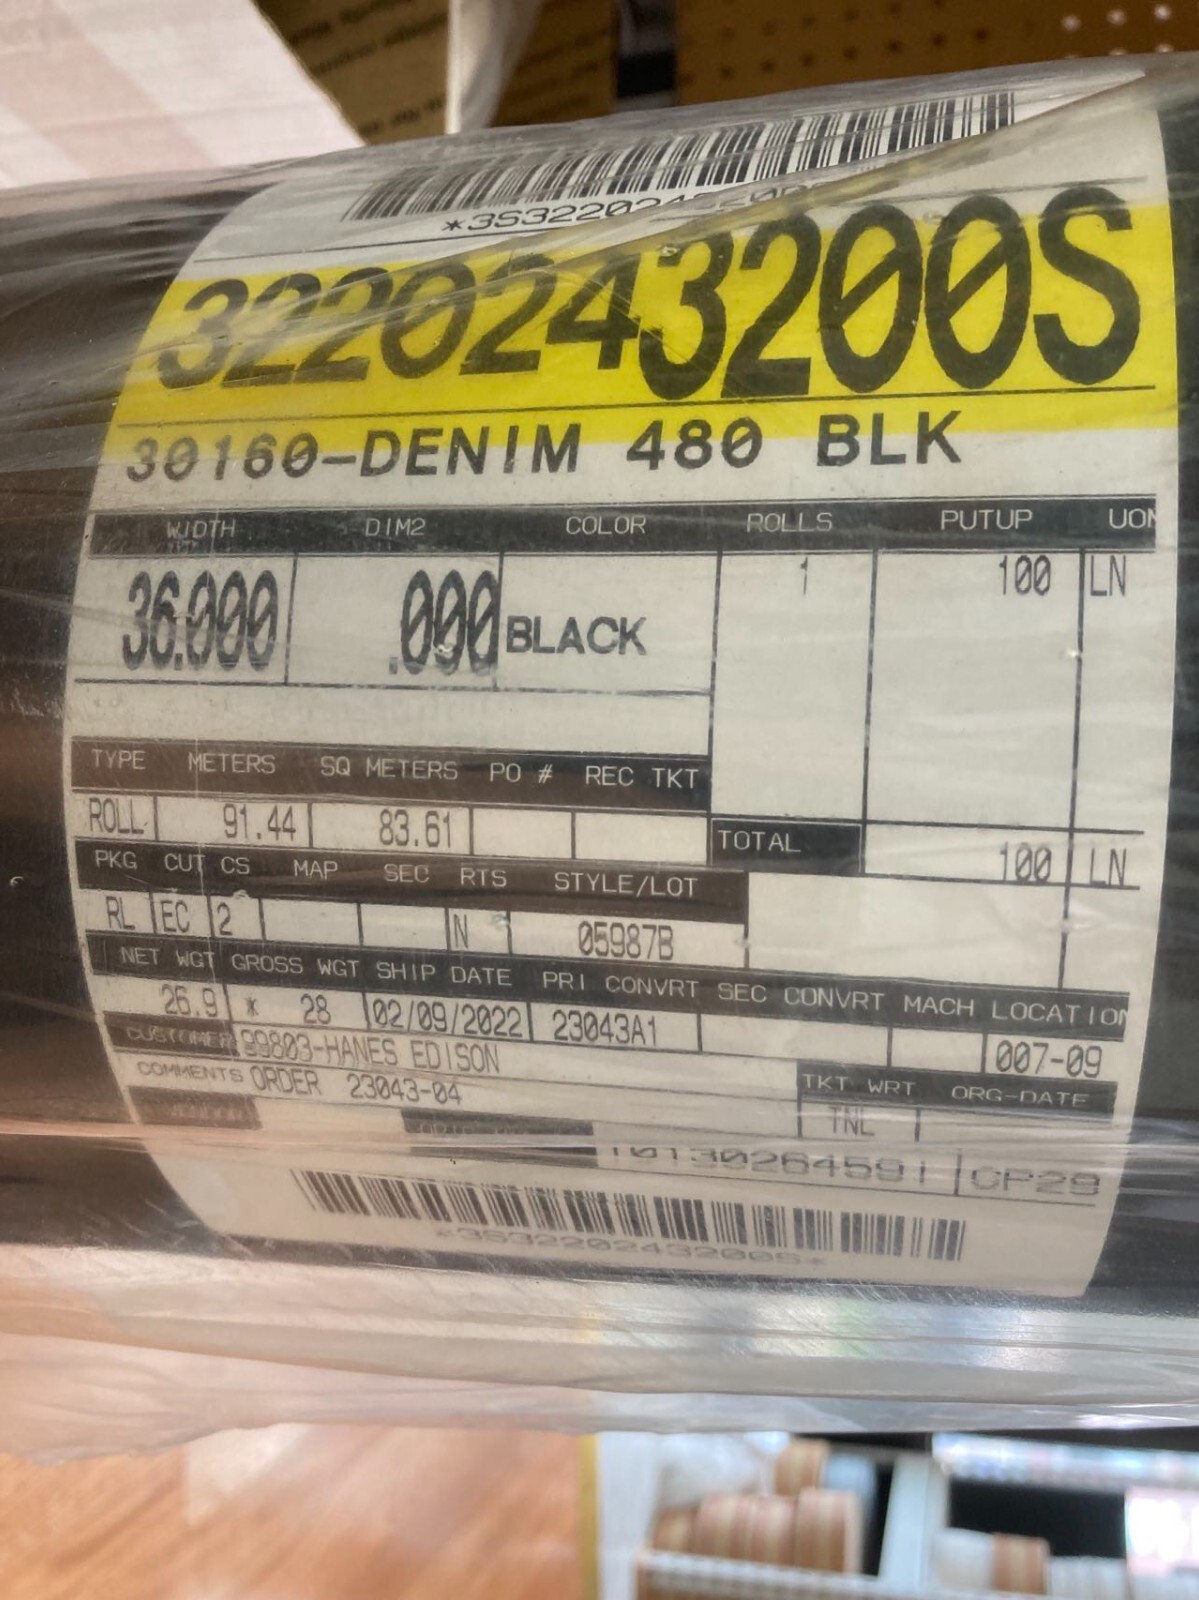 3220243200S
30160-DENIM 480 BLK
WIDTH DIM2 COLOR ROLLS PUTUP
36.000 .000 BLACK 1 100 LN
TYPE METERS SQ METERS PO # REC TKT
ROLL 91.44 83.61
TOTAL 100 LN
PKG CUT CS MAP SEC RTS STYLE/LOT
RL EC 2 N 05987B
NET WGT GROSS WGT SHIP DATE PRI CONVRT SEC CONVRT MACH LOCATION
26.9 * 28 02/09/2022 23043A1 007-09
CUSTOMER 99803-HANES EDISON
COMMENTS ORDER 23043-04
TKT WRT ORG-DATE
TNL
CP29
*3S3220243200S*